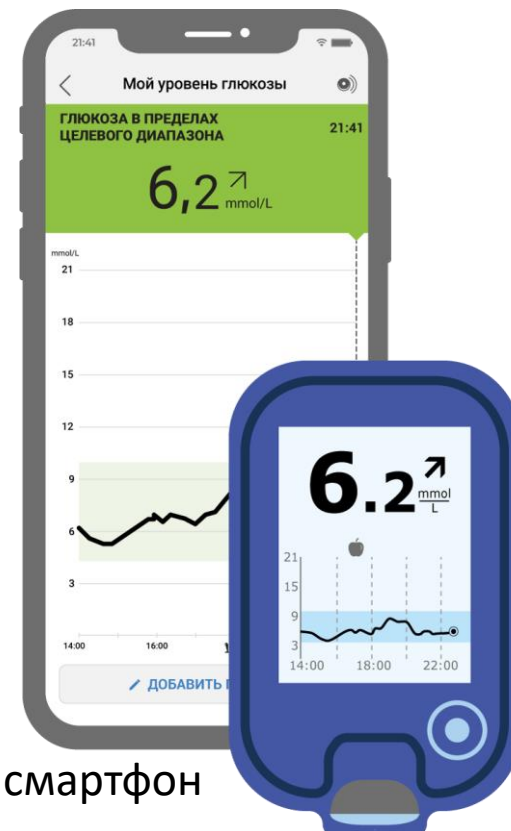 21:41
Мой уровень глюкозы
ГЛЮКОЗА В ПРЕДЕЛАХ
ЦЕЛЕВОГО ДИАПАЗОНА
21:41
6,2 mmol/L
mmol/L
21
18
15
12
9
6
3
14:00 16:00
ДОБАВИТЬ
6.2 mmol
L
21
15
9
3
14:00 18:00 22:00
смартфон